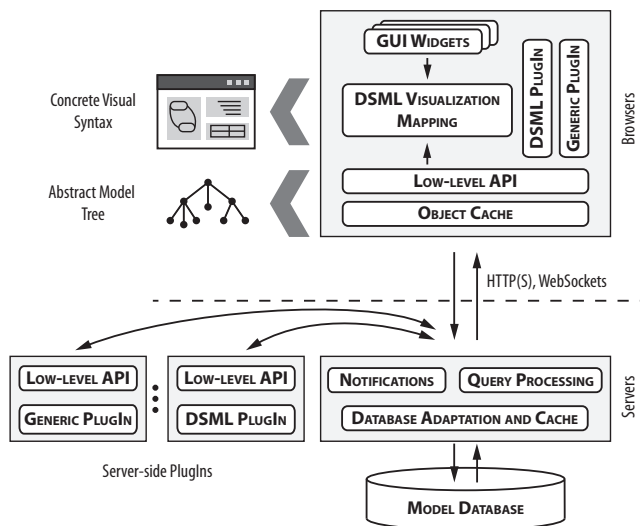 GUI WIDGETS
DSML VISUALIZATION
MAPPING
DSML PLUGIN
GENERIC PLUGIN
Browsers
Concrete Visual
Syntax
LOW-LEVEL API
OBJECT CACHE
Abstract Model
Tree
HTTP(S), WebSockets
LOW-LEVEL API
GENERIC PLUGIN
LOW-LEVEL API
DSML PLUGIN
NOTIFICATIONS
QUERY PROCESSING
DATABASE ADAPTATION AND CACHE
Servers
Server-side PlugIns
MODEL DATABASE